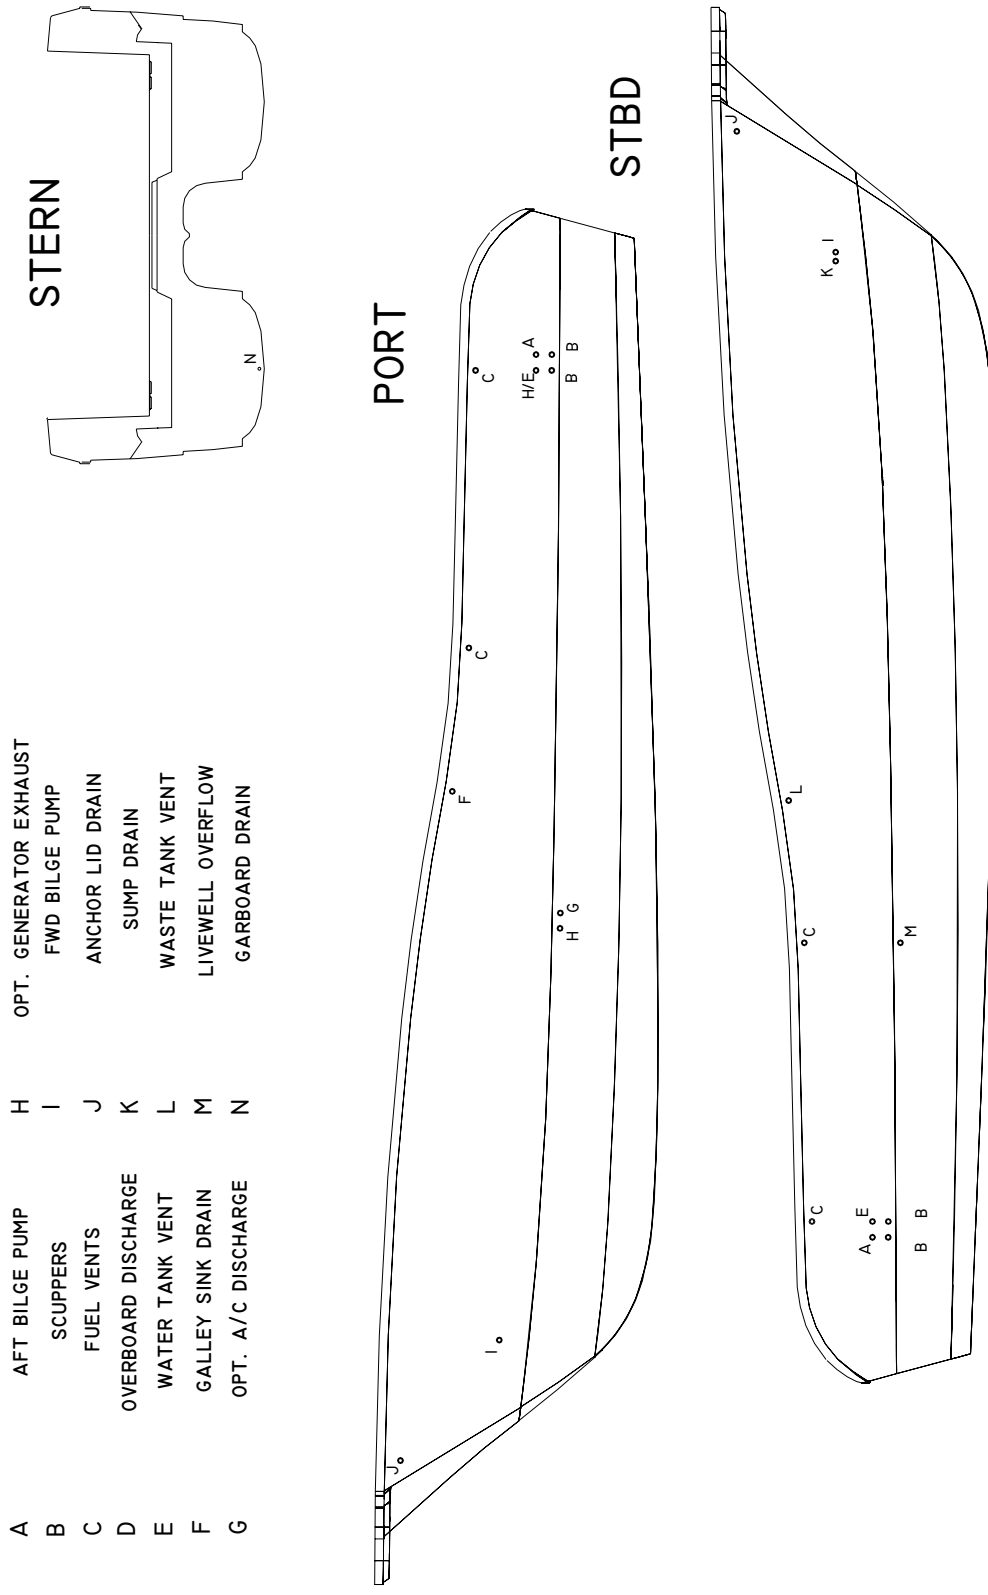 A AFT BILGE PUMP H OPT. GENERATOR EXHAUST
B SCUPPERS I FWD BILGE PUMP
C FUEL VENTS J ANCHOR LID DRAIN
D OVERBOARD DISCHARGE K SUMP DRAIN
E WATER TANK VENT L WASTE TANK VENT
F GALLEY SINK DRAIN M LIVEWELL OVERFLOW
G OPT. A/C DISCHARGE N GARBOARD DRAIN
STERN
N
PORT
J
F
C
C
I
H/E A
H G
B B
STBD
J
L
C
C
K I
A E
M
B B